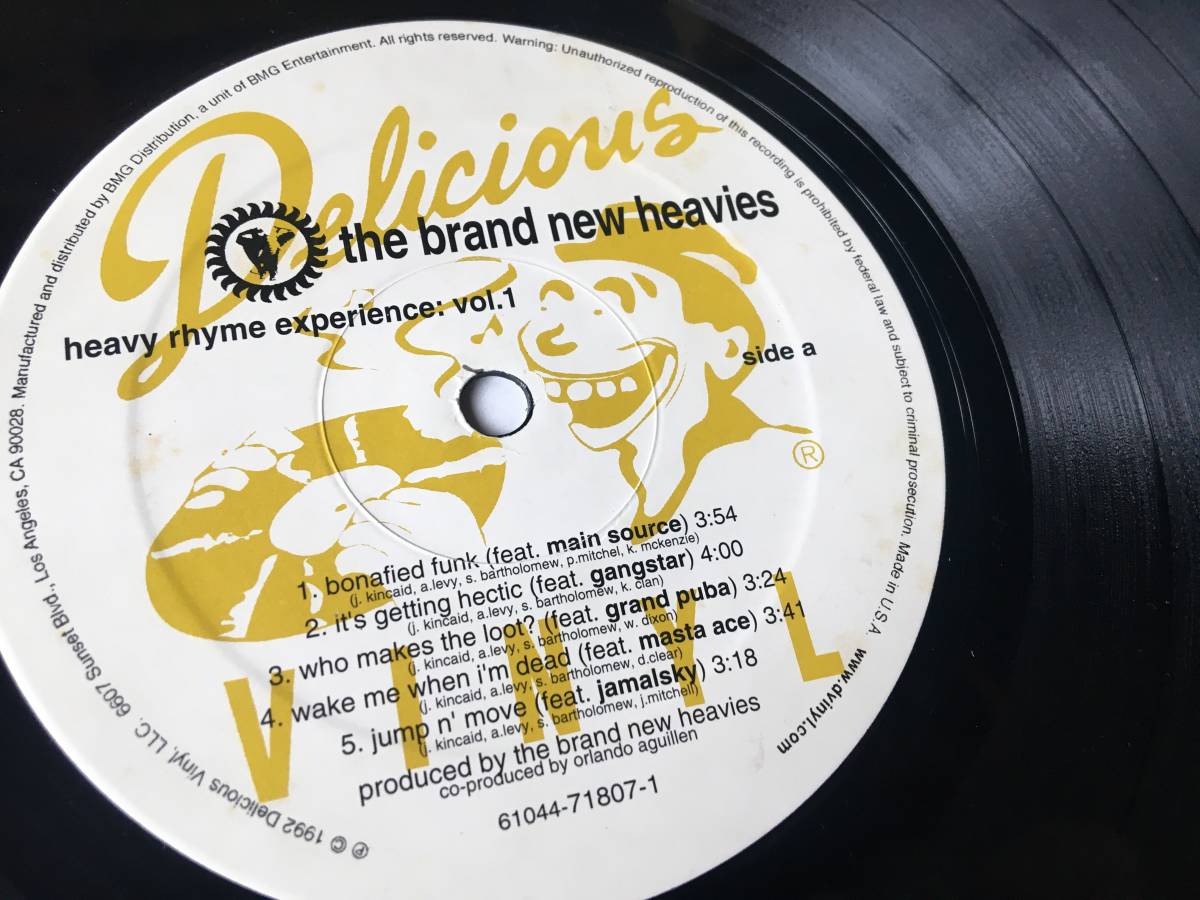 Delicious
the brand new heavies
heavy rhyme experience: vol.1
side a
®
1. bonafied funk (feat. main source) 3:54
(j. kincaid, a.levy, s. bartholomew, p.mitchel, k. mckenzie)
2. it's getting hectic (feat. gangstar) 4:00
(j. kincaid, a.levy, s. bartholomew, k. clan)
3. who makes the loot? (feat. grand puba) 3:24
(j. kincaid, a.levy, s. bartholomew, w. dixon)
4. wake me when i'm dead (feat. masta ace) 3:41
(j. kincaid, a.levy, s. bartholomew, d.clear)
5. jump n' move (feat. jamalsky) 3:18
(j. kincaid, a.levy, s. bartholomew, j.mitchell)
VINYL
produced by the brand new heavies
co-produced by orlando aguillen
61044-71807-1
℗ © 1992 Delicious Vinyl, LLC. 6607 Sunset Blvd., Los Angeles, CA 90028. Manufactured and distributed by BMG Distribution, a unit of BMG Entertainment. All rights reserved. Warning: Unauthorized reproduction of this recording is prohibited by federal law and subject to criminal prosecution. Made in U.S.A. www.dvinyl.com